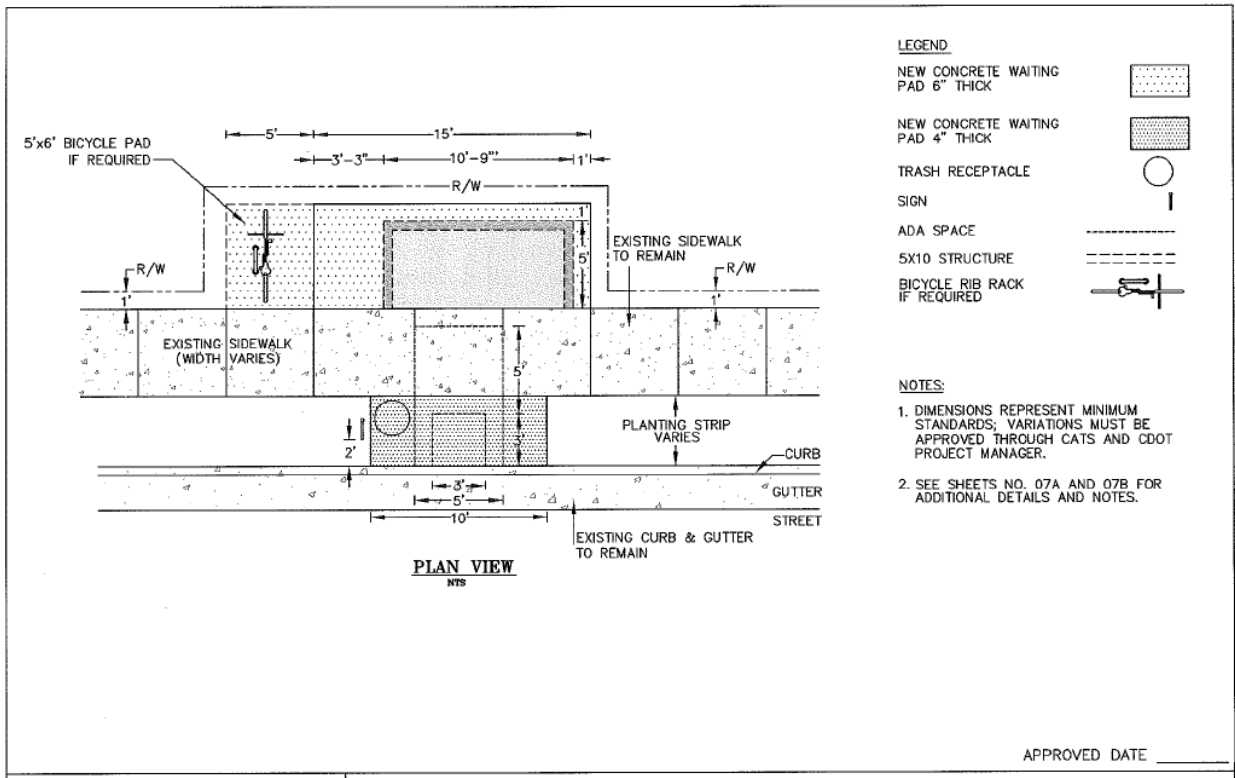 LEGEND
NEW CONCRETE WAITING
PAD 6" THICK
NEW CONCRETE WAITING
PAD 4" THICK
TRASH RECEPTACLE
SIGN
ADA SPACE
5X10 STRUCTURE
BICYCLE RIB RACK
IF REQUIRED
NOTES:
1. DIMENSIONS REPRESENT MINIMUM
STANDARDS; VARIATIONS MUST BE
APPROVED THROUGH CATS AND CDOT
PROJECT MANAGER.
2. SEE SHEETS NO. 07A AND 07B FOR
ADDITIONAL DETAILS AND NOTES.
5'
15'
5'x6' BICYCLE PAD
IF REQUIRED
3'-3"
10'-9"'
1'
R/W
1'
EXISTING SIDEWALK
TO REMAIN
5'
R/W
R/W
1'
1'
EXISTING SIDEWALK
(WIDTH VARIES)
5'
PLANTING STRIP
VARIES
3'
2'
CURB
3'
GUTTER
5'
10'
STREET
EXISTING CURB & GUTTER
TO REMAIN
PLAN VIEW
NTS
APPROVED DATE